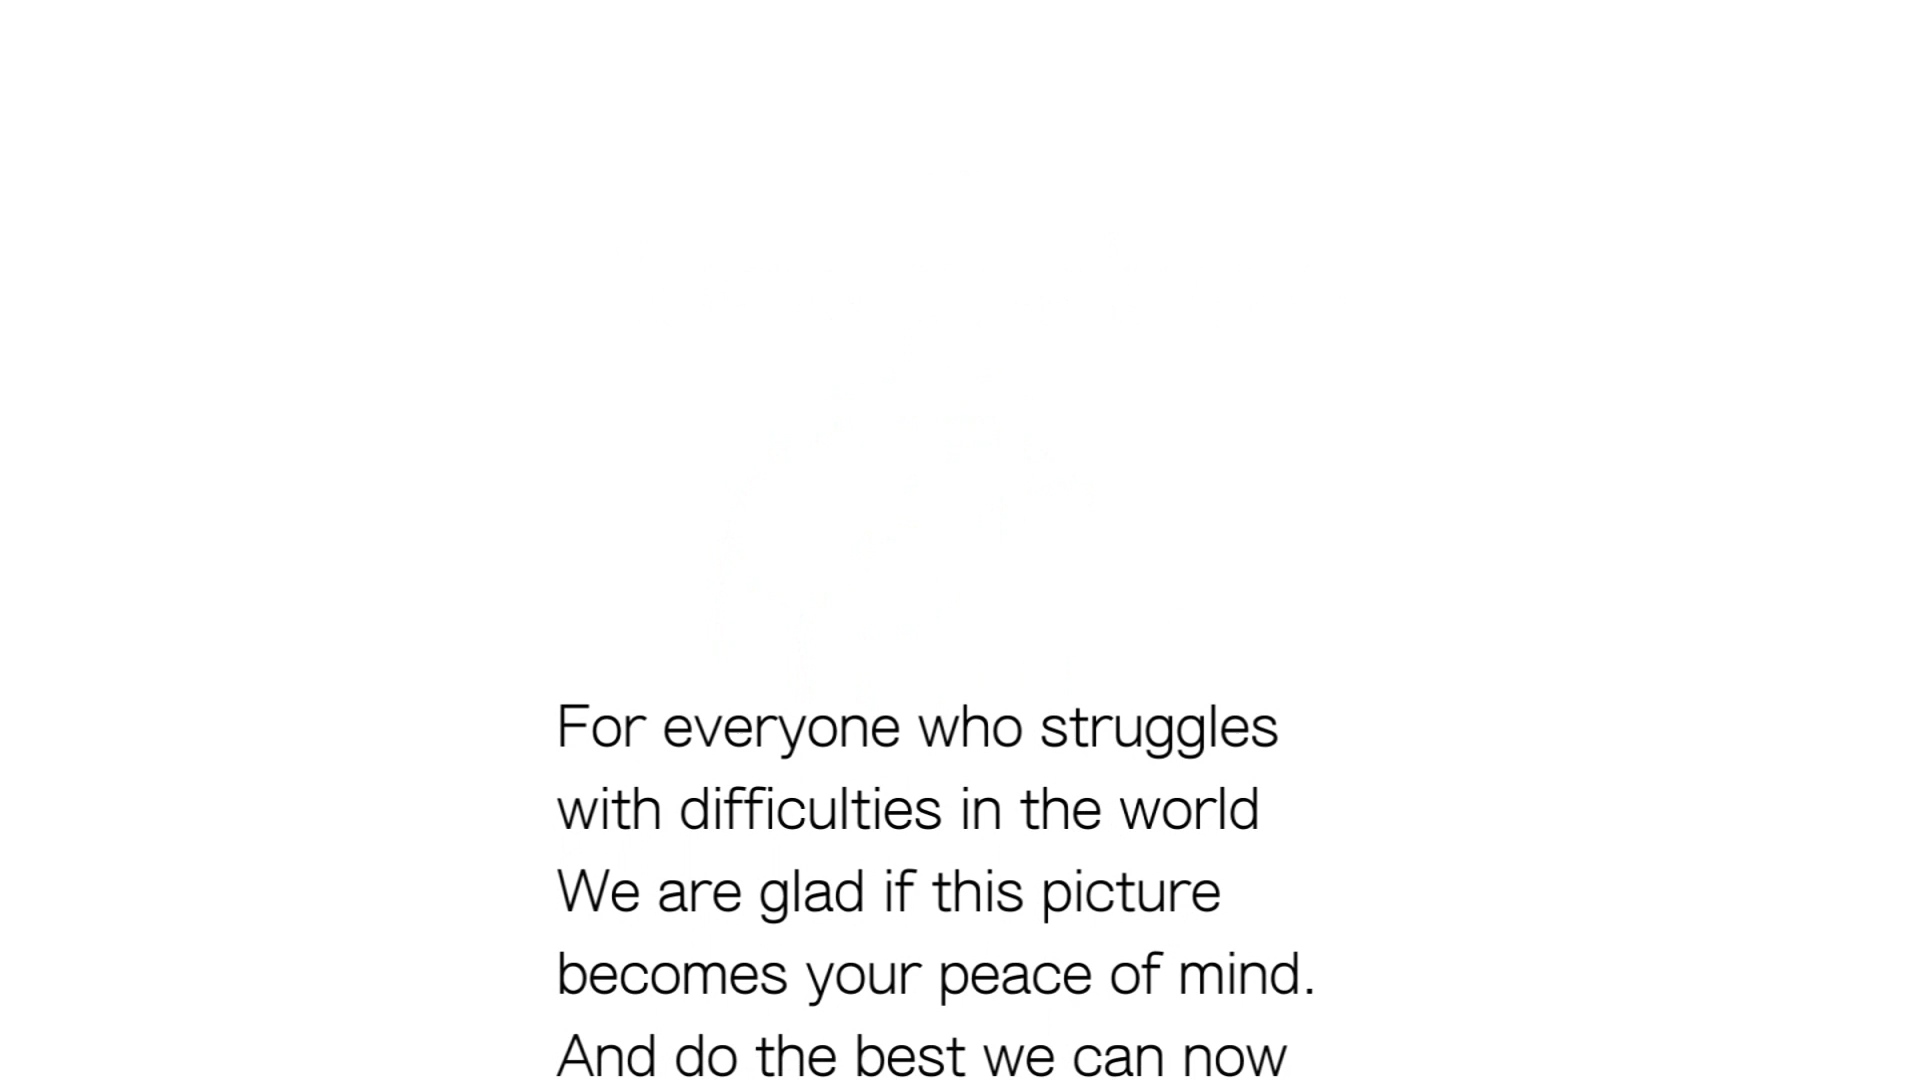 For everyone who struggles
with difficulties in the world
We are glad if this picture
becomes your peace of mind.
And do the best we can now